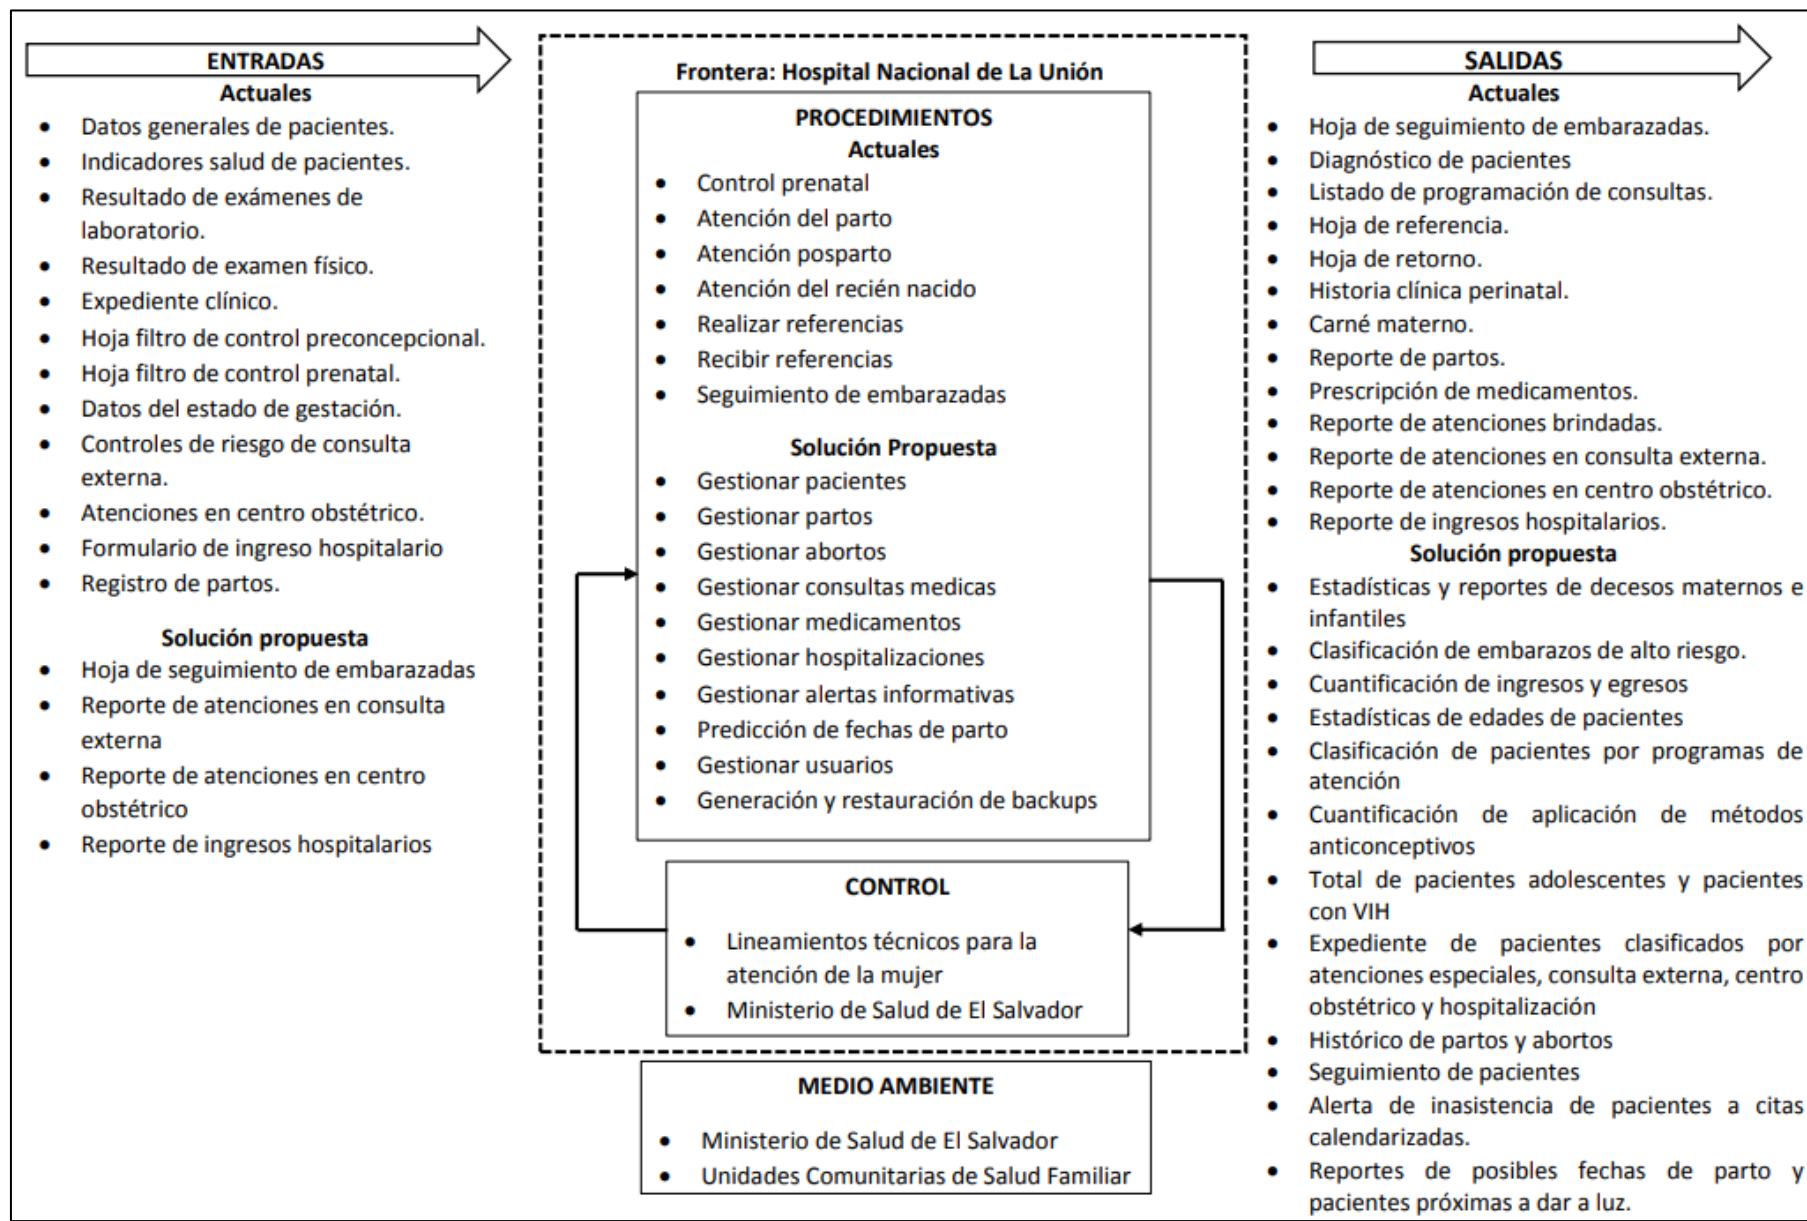 ENTRADAS
Actuales
• Datos generales de pacientes.
• Indicadores salud de pacientes.
• Resultado de exámenes de
laboratorio.
• Resultado de examen físico.
• Expediente clínico.
• Hoja filtro de control preconcepcional.
• Hoja filtro de control prenatal.
• Datos del estado de gestación.
• Controles de riesgo de consulta
externa.
• Atenciones en centro obstétrico.
• Formulario de ingreso hospitalario
• Registro de partos.
Solución propuesta
• Hoja de seguimiento de embarazadas
• Reporte de atenciones en consulta
externa
• Reporte de atenciones en centro
obstétrico
• Reporte de ingresos hospitalarios
Frontera: Hospital Nacional de La Unión
PROCEDIMIENTOS
Actuales
• Control prenatal
• Atención del parto
• Atención posparto
• Atención del recién nacido
• Realizar referencias
• Recibir referencias
• Seguimiento de embarazadas
Solución Propuesta
• Gestionar pacientes
• Gestionar partos
• Gestionar abortos
• Gestionar consultas medicas
• Gestionar medicamentos
• Gestionar hospitalizaciones
• Gestionar alertas informativas
• Predicción de fechas de parto
• Gestionar usuarios
• Generación y restauración de backups
CONTROL
• Lineamientos técnicos para la
atención de la mujer
• Ministerio de Salud de El Salvador
MEDIO AMBIENTE
• Ministerio de Salud de El Salvador
• Unidades Comunitarias de Salud Familiar
SALIDAS
Actuales
• Hoja de seguimiento de embarazadas.
• Diagnóstico de pacientes
• Listado de programación de consultas.
• Hoja de referencia.
• Hoja de retorno.
• Historia clínica perinatal.
• Carné materno.
• Reporte de partos.
• Prescripción de medicamentos.
• Reporte de atenciones brindadas.
• Reporte de atenciones en consulta externa.
• Reporte de atenciones en centro obstétrico.
• Reporte de ingresos hospitalarios.
Solución propuesta
• Estadísticas y reportes de decesos maternos e
infantiles
• Clasificación de embarazos de alto riesgo.
• Cuantificación de ingresos y egresos
• Estadísticas de edades de pacientes
• Clasificación de pacientes por programas de
atención
• Cuantificación de aplicación de métodos
anticonceptivos
• Total de pacientes adolescentes y pacientes
con VIH
• Expediente de pacientes clasificados por
atenciones especiales, consulta externa, centro
obstétrico y hospitalización
• Histórico de partos y abortos
• Seguimiento de pacientes
• Alerta de inasistencia de pacientes a citas
calendarizadas.
• Reportes de posibles fechas de parto y
pacientes próximas a dar a luz.